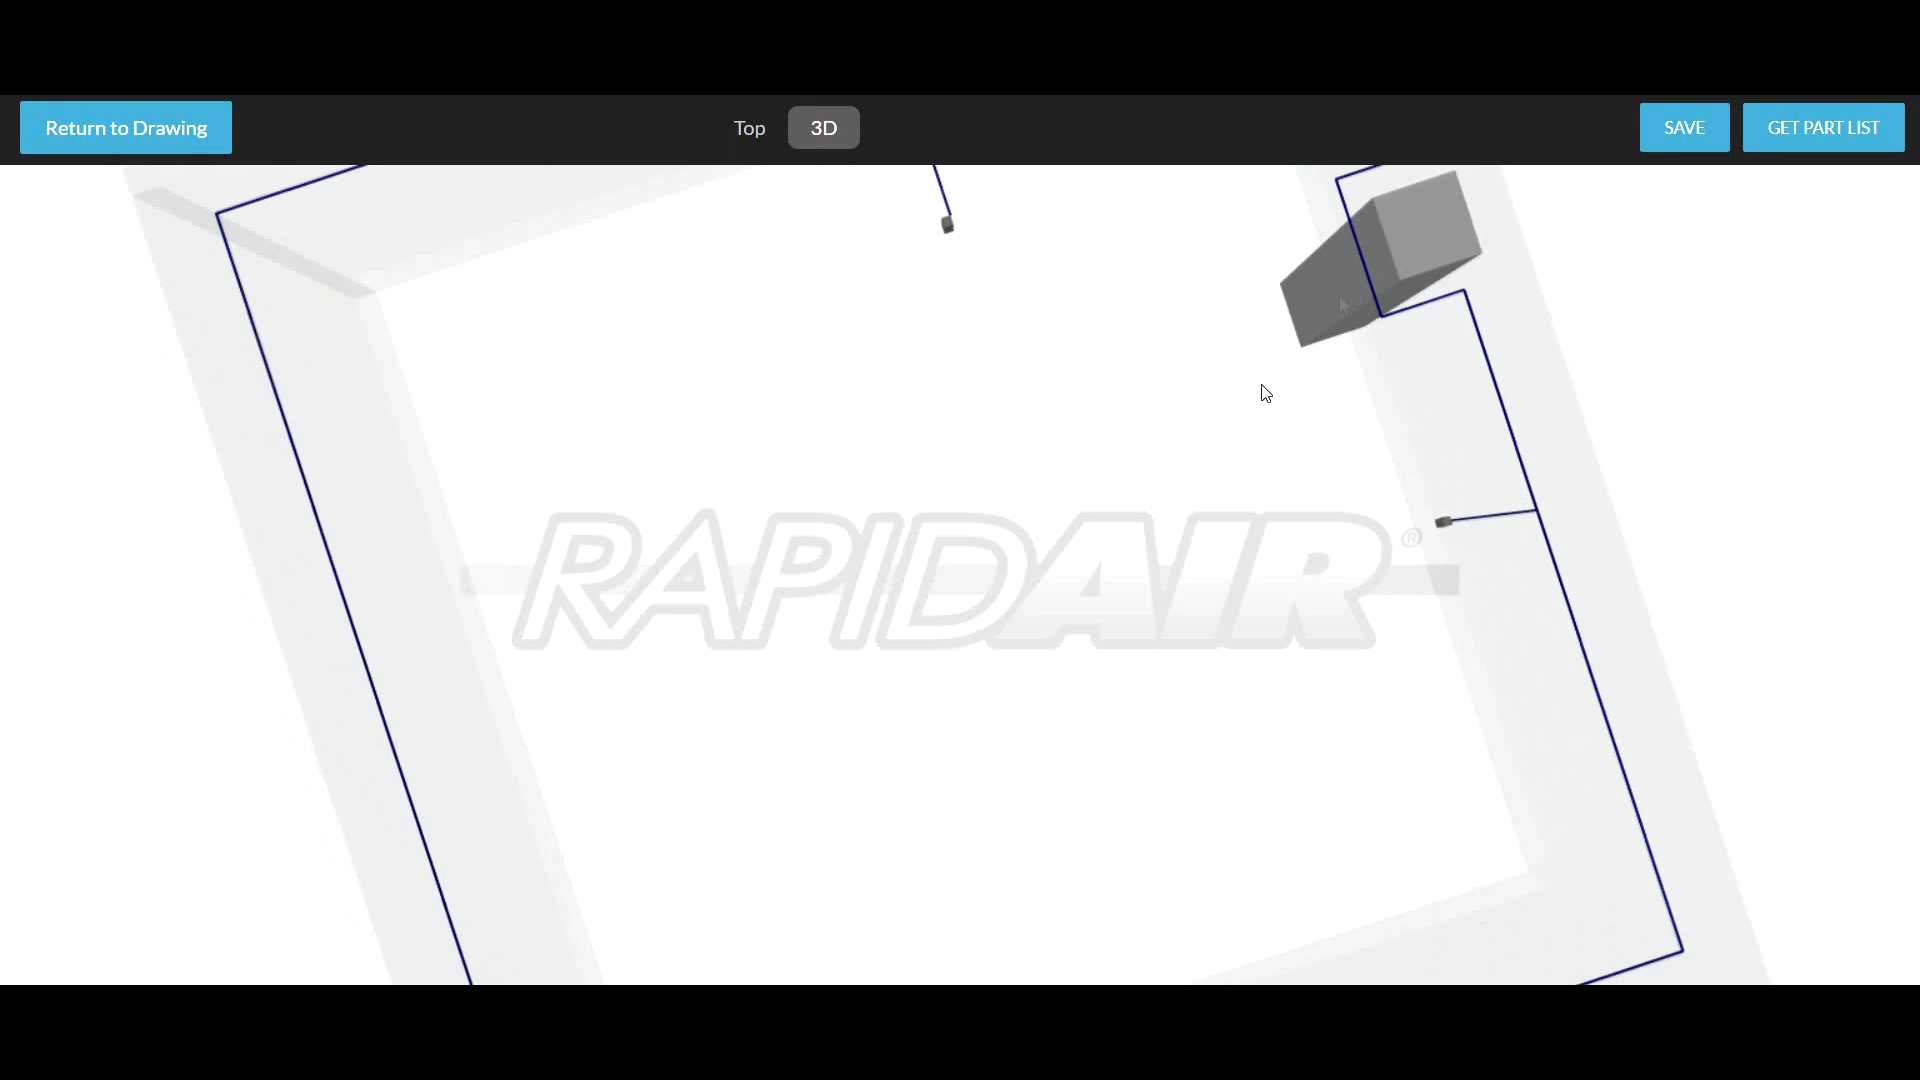 Return to Drawing
Top
3D
SAVE
GET PART LIST
RAPIDAIR®